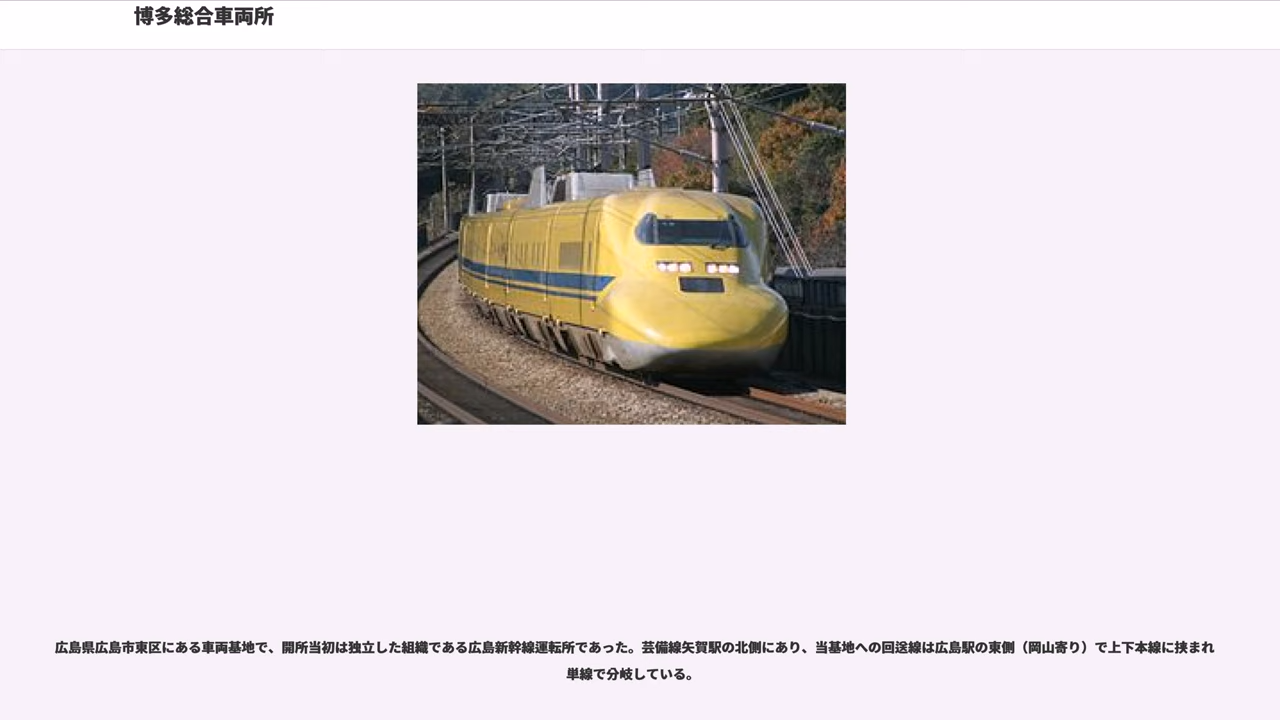 博多総合車両所
広島県広島市東区にある車両基地で、開所当初は独立した組織である広島新幹線運転所であった。芸備線矢賀駅の北側にあり、当基地への回送線は広島駅の東側（岡山寄り）で上下本線に挟まれ
単線で分岐している。